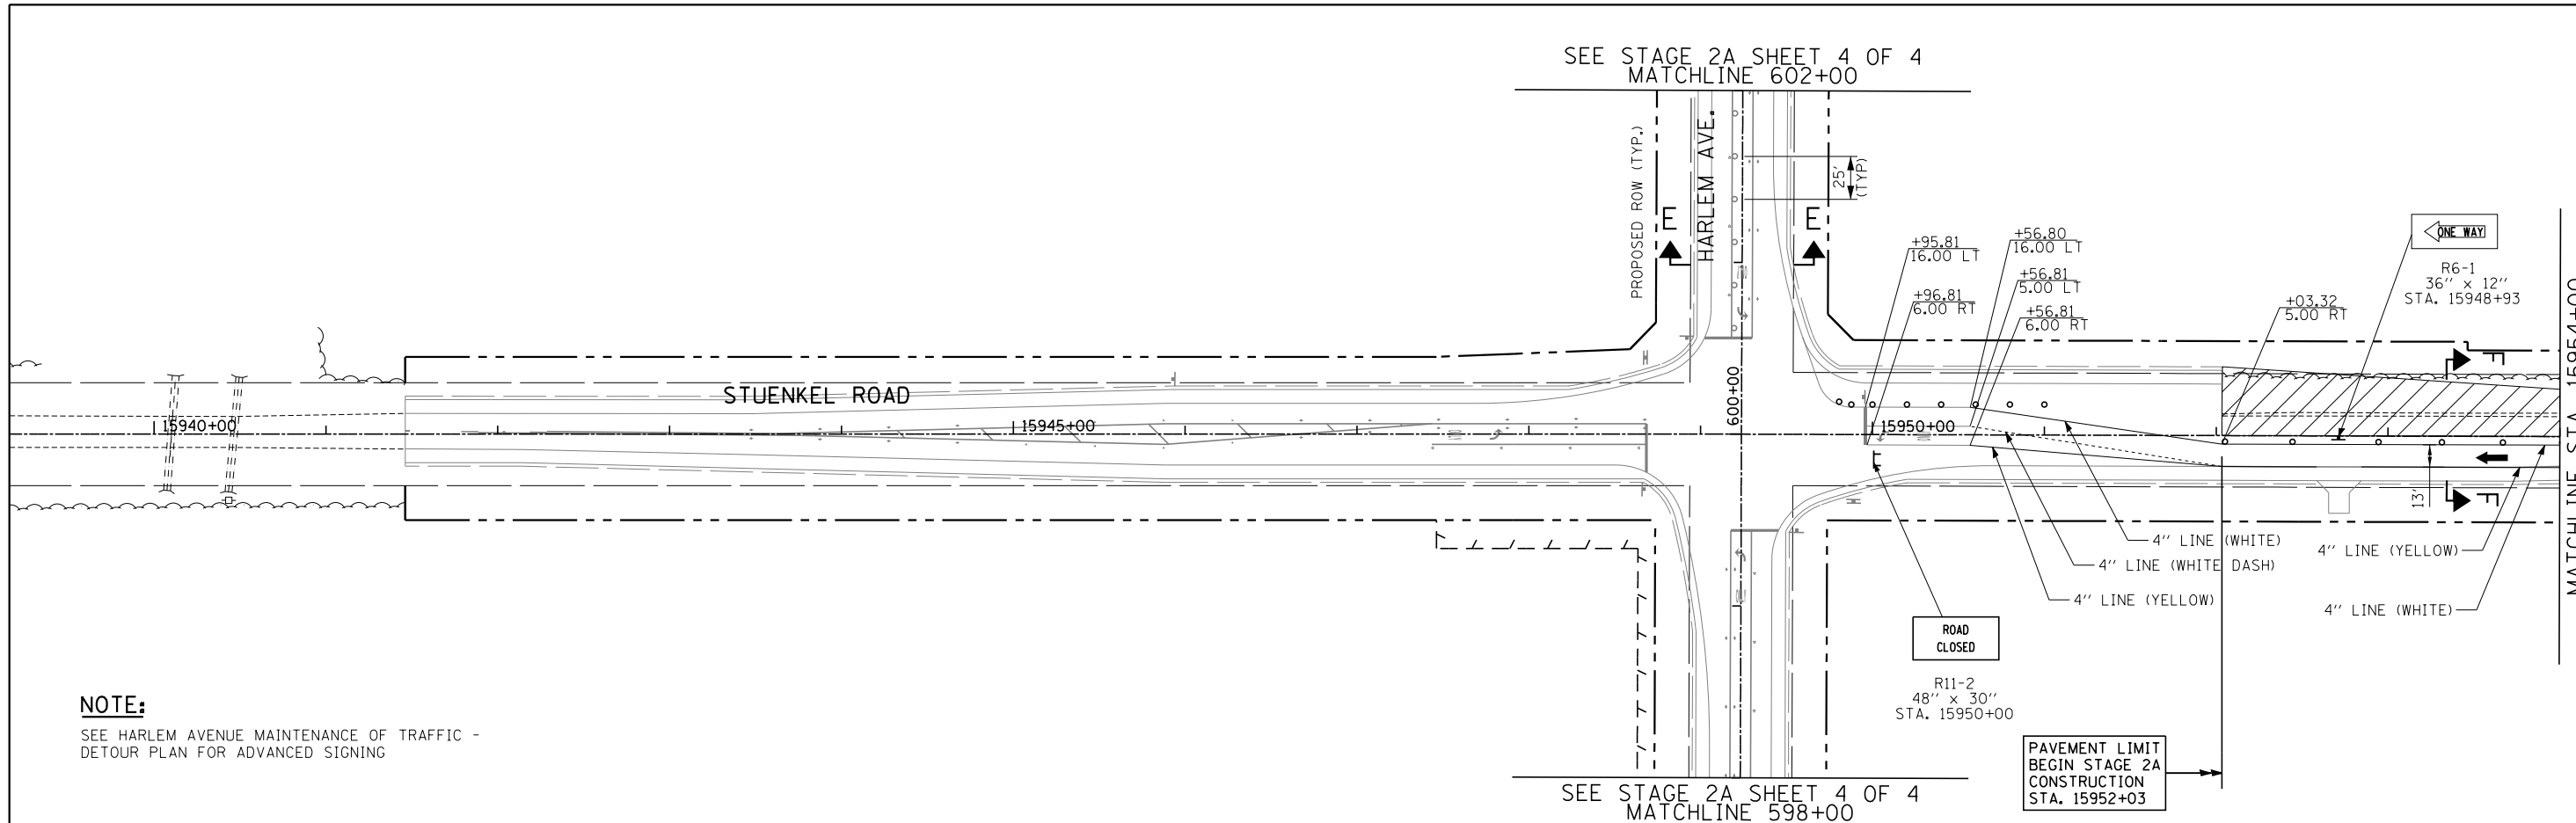 SEE STAGE 2A SHEET 4 OF 4
MATCHLINE 602+00
PROPOSED ROW (TYP.)
HARLEM AVE.
25'
(TYP)
E
E
+95.81
16.00 LT
+96.81
6.00 RT
+56.80
16.00 LT
+56.81
5.00 LT
+56.81
6.00 RT
+03.32
5.00 RT
ONE WAY
R6-1
36" x 12"
STA. 15948+93
MATCHLINE STA. 15954+00
F
F
STUENKEL ROAD
15940+00
15945+00
600+00
15950+00
13'
4" LINE (WHITE)
4" LINE (WHITE DASH)
4" LINE (YELLOW)
4" LINE (YELLOW)
4" LINE (WHITE)
ROAD
CLOSED
R11-2
48" x 30"
STA. 15950+00
PAVEMENT LIMIT
BEGIN STAGE 2A
CONSTRUCTION
STA. 15952+03
NOTE:
SEE HARLEM AVENUE MAINTENANCE OF TRAFFIC -
DETOUR PLAN FOR ADVANCED SIGNING
SEE STAGE 2A SHEET 4 OF 4
MATCHLINE 598+00